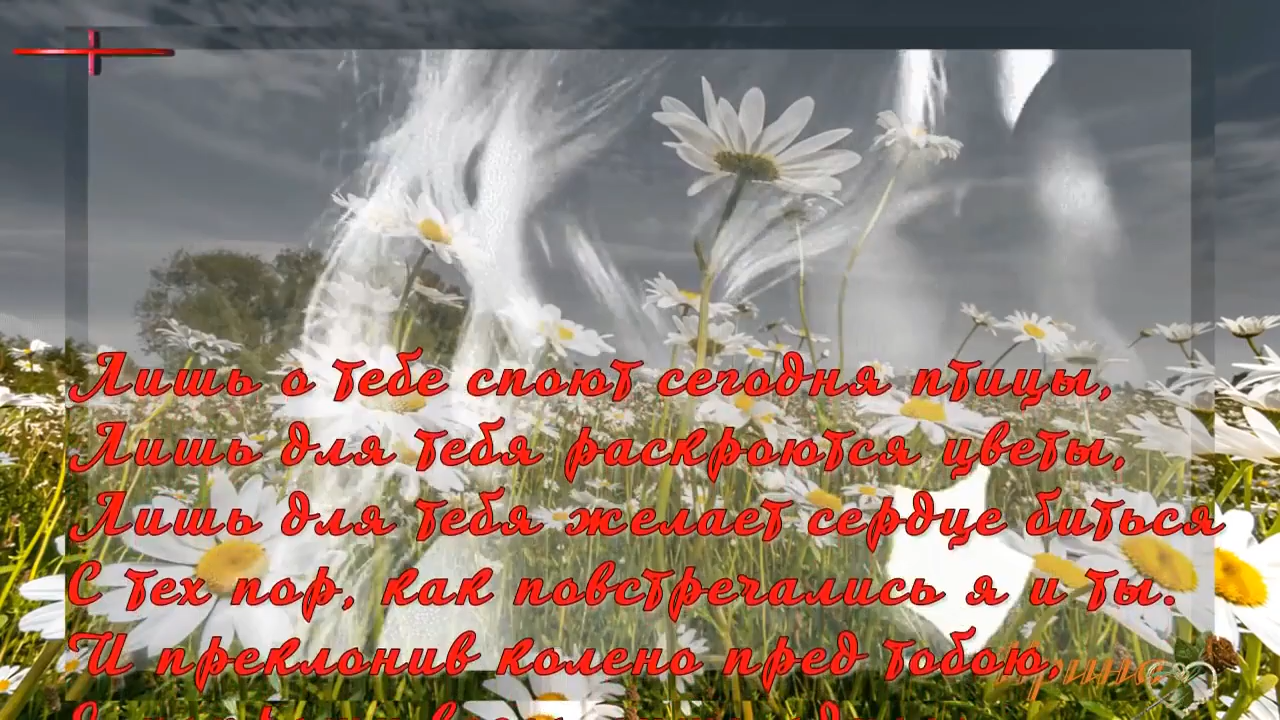 Лишь о тебе споют сегодня птицы,
Лишь для тебя раскроются цветы,
Лишь для тебя желает сердце биться
С тех пор, как повстречались я и ты.
И преклонив колено пред тобою,